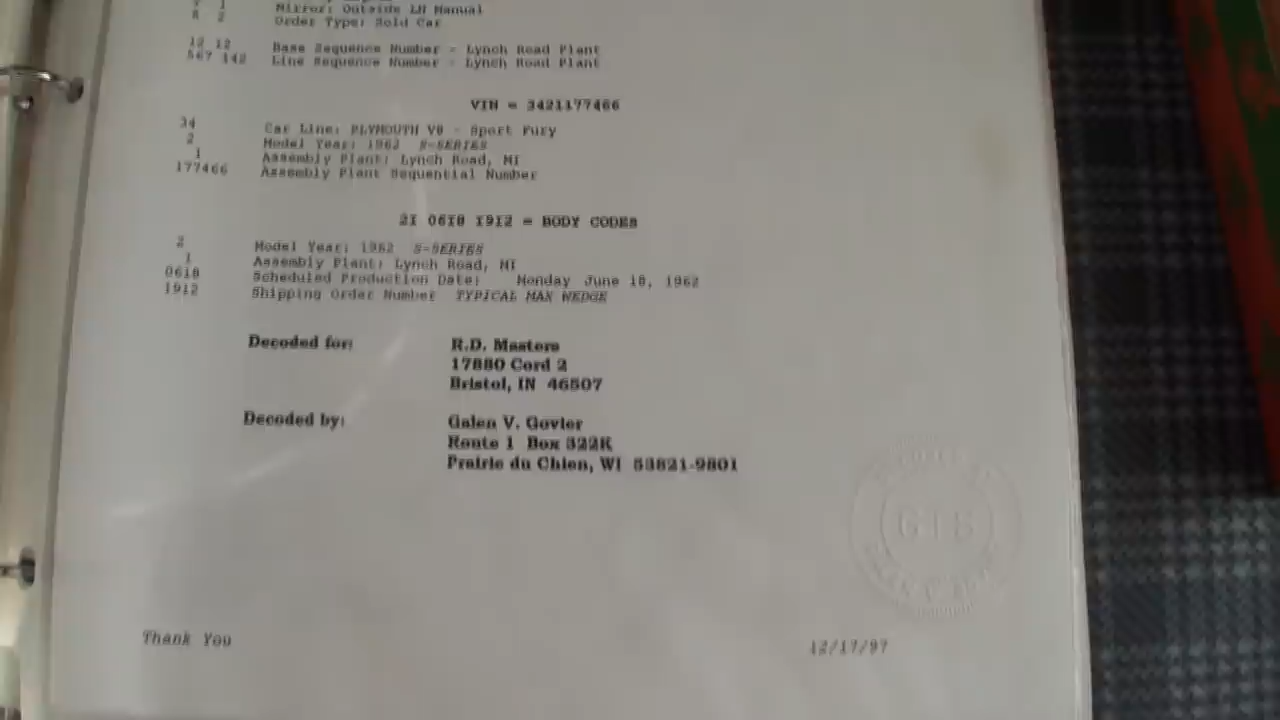 Mirror: Outside LH Manual
8 2 Order Type: Sold Car
12 12 Base Sequence Number - Lynch Road Plant
567 142 Line Sequence Number - Lynch Road Plant
VIN = 3421177466
34 Car Line: PLYMOUTH V8 - Sport Fury
2 Model Year: 1962 S-SERIES
1 Assembly Plant: Lynch Road, MI
177466 Assembly Plant Sequential Number
21 0618 1912 = BODY CODES
2 Model Year: 1962 S-SERIES
1 Assembly Plant: Lynch Road, MI
0618 Scheduled Production Date: Monday June 18, 1962
1912 Shipping Order Number TYPICAL MAX WEDGE
Decoded for: R.D. Masters
17880 Cord 2
Bristol, IN 46507
Decoded by: Galen V. Govier
Route 1 Box 322K
Prairie du Chien, WI 53821-9801
Thank You 12/17/97